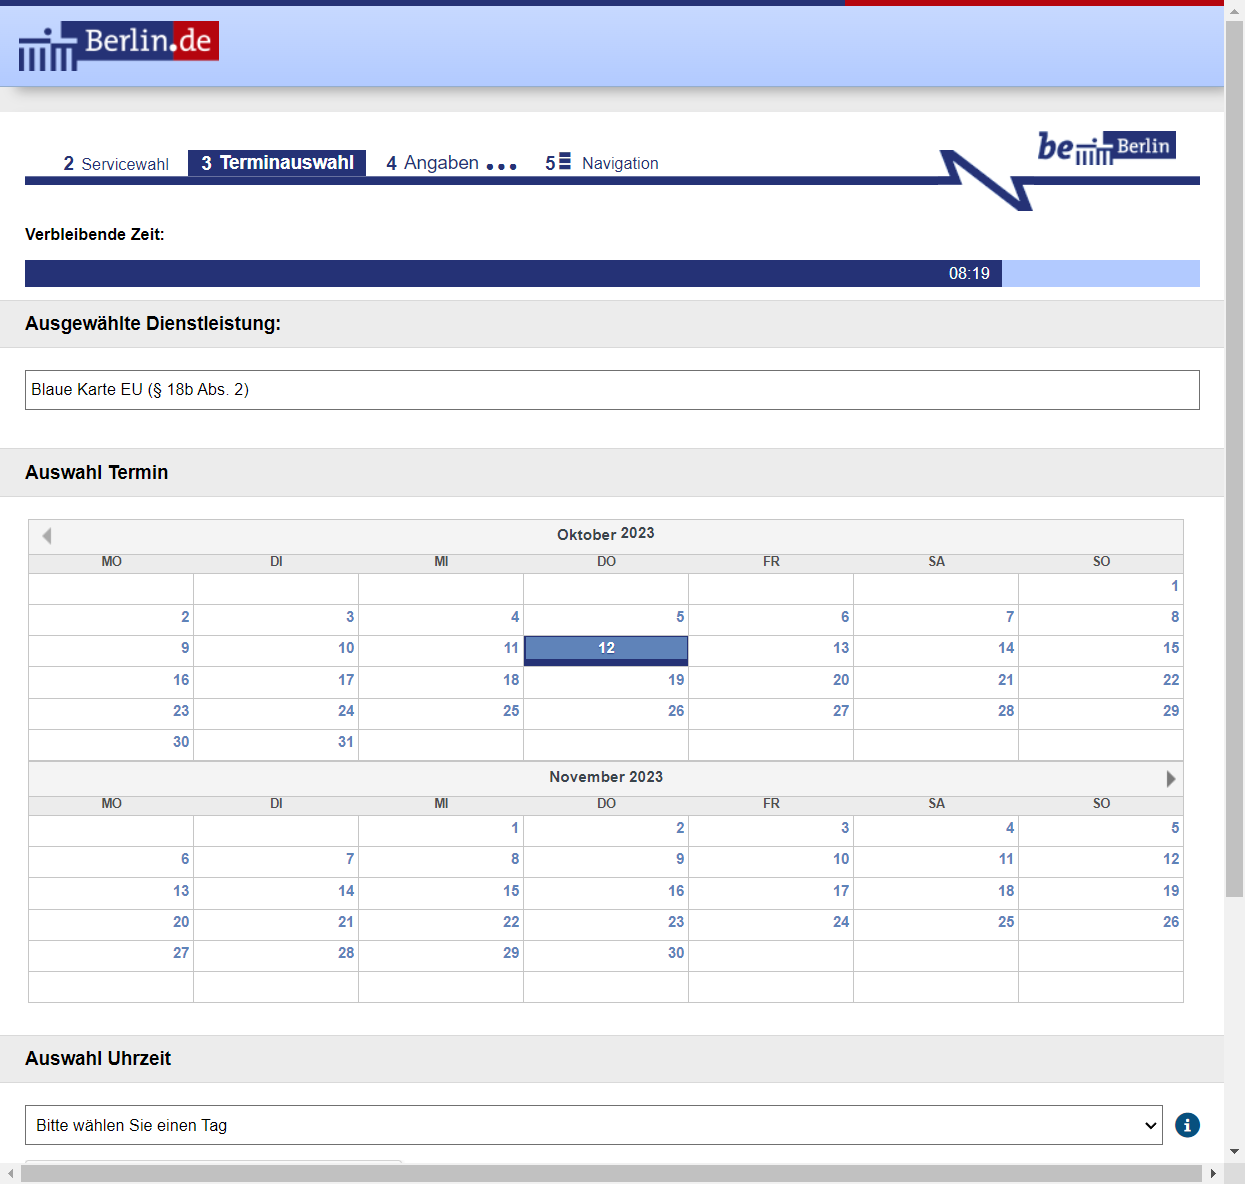 Berlin.de
be Berlin
2 Servicewahl 3 Terminauswahl 4 Angaben 5 Navigation
Verbleibende Zeit:
08:19
Ausgewählte Dienstleistung:
Blaue Karte EU (§ 18b Abs. 2)
Auswahl Termin
Oktober 2023
MO DI MI DO FR SA SO
1
2 3 4 5 6 7 8
9 10 11 12 13 14 15
16 17 18 19 20 21 22
23 24 25 26 27 28 29
30 31
November 2023
MO DI MI DO FR SA SO
1 2 3 4 5
6 7 8 9 10 11 12
13 14 15 16 17 18 19
20 21 22 23 24 25 26
27 28 29 30
Auswahl Uhrzeit
Bitte wählen Sie einen Tag